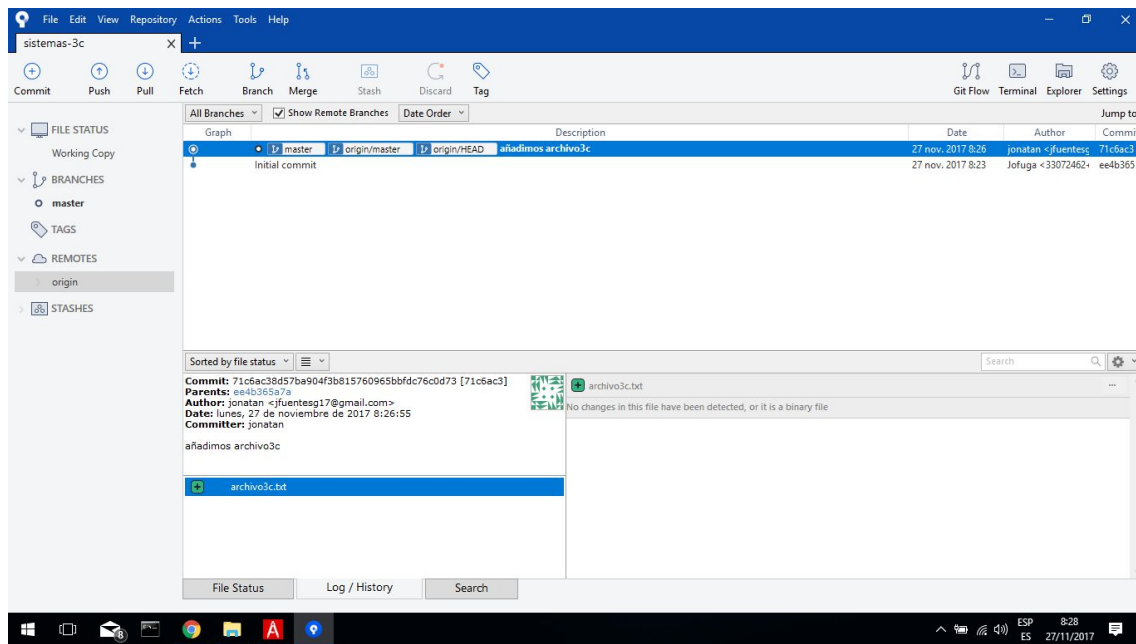 File Edit View Repository Actions Tools Help
sistemas-3c X +
Commit Push Pull Fetch Branch Merge Stash Discard Tag Git Flow Terminal Explorer Settings
All Branches Show Remote Branches Date Order Jump to
Graph Description Date Author Commi
master origin/master origin/HEAD añadimos archivo3c 27 nov. 2017 8:26 jonatan <jfuentesg 71c6ac3
Initial commit 27 nov. 2017 8:23 Jofuga <33072462+ ee4b365
FILE STATUS
Working Copy
BRANCHES
master
TAGS
REMOTES
origin
STASHES
Sorted by file status Search
Commit: 71c6ac38d57ba904f3b815760965bbfdc76c0d73 [71c6ac3]
Parents: ee4b365a7a
Author: jonatan <jfuentesg17@gmail.com>
Date: lunes, 27 de noviembre de 2017 8:26:55
Committer: jonatan
añadimos archivo3c
archivo3c.txt
archivo3c.txt
No changes in this file have been detected, or it is a binary file
File Status Log / History Search
8 ESP 8:28
ES 27/11/2017